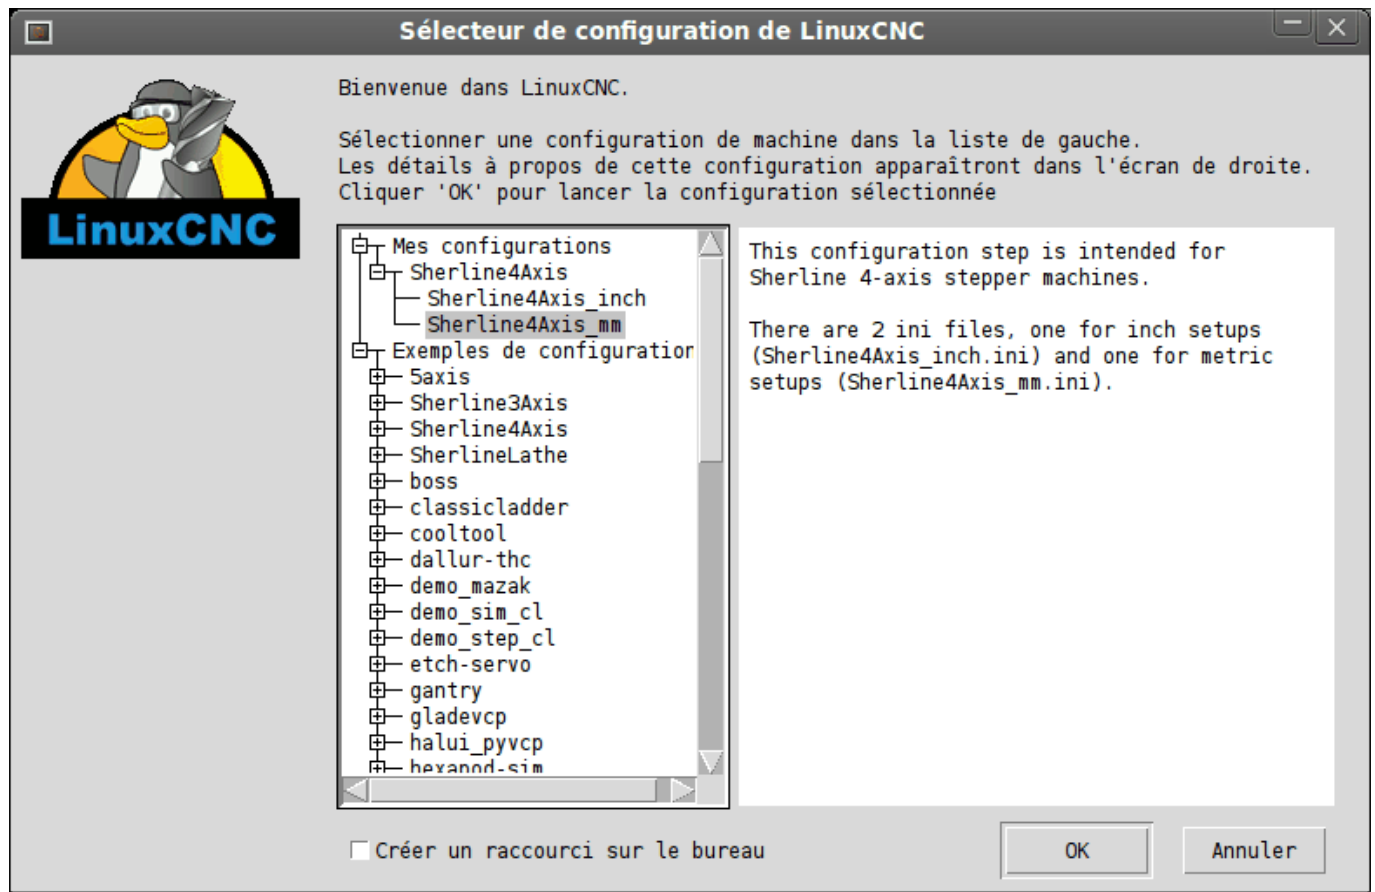 Sélecteur de configuration de LinuxCNC
LinuxCNC
Bienvenue dans LinuxCNC.
Sélectionner une configuration de machine dans la liste de gauche.
Les détails à propos de cette configuration apparaîtront dans l'écran de droite.
Cliquer 'OK' pour lancer la configuration sélectionnée
Mes configurations
Sherline4Axis
Sherline4Axis_inch
Sherline4Axis_mm
Exemples de configuration
5axis
Sherline3Axis
Sherline4Axis
SherlineLathe
boss
classicladder
cooltool
dallur-thc
demo_mazak
demo_sim_cl
demo_step_cl
etch-servo
gantry
gladevcp
halui_pyvcp
hexapod-sim
This configuration step is intended for
Sherline 4-axis stepper machines.
There are 2 ini files, one for inch setups
(Sherline4Axis_inch.ini) and one for metric
setups (Sherline4Axis_mm.ini).
Créer un raccourci sur le bureau
OK
Annuler